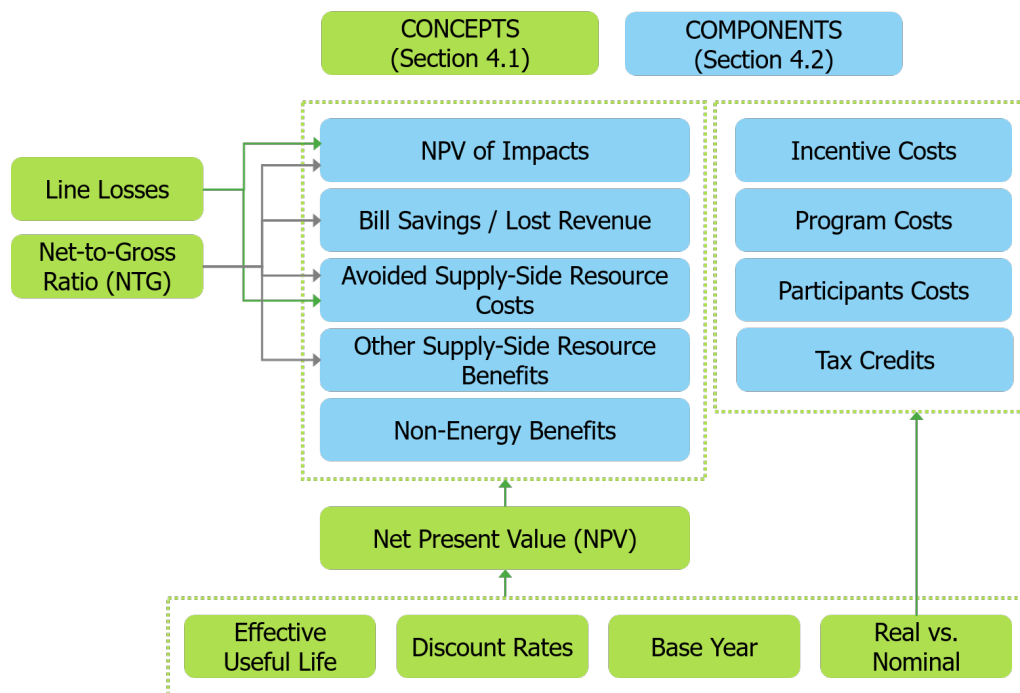 CONCEPTS
(Section 4.1)
COMPONENTS
(Section 4.2)
Line Losses
Net-to-Gross
Ratio (NTG)
NPV of Impacts
Bill Savings / Lost Revenue
Avoided Supply-Side Resource
Costs
Other Supply-Side Resource
Benefits
Non-Energy Benefits
Incentive Costs
Program Costs
Participants Costs
Tax Credits
Net Present Value (NPV)
Effective
Useful Life
Discount Rates
Base Year
Real vs.
Nominal